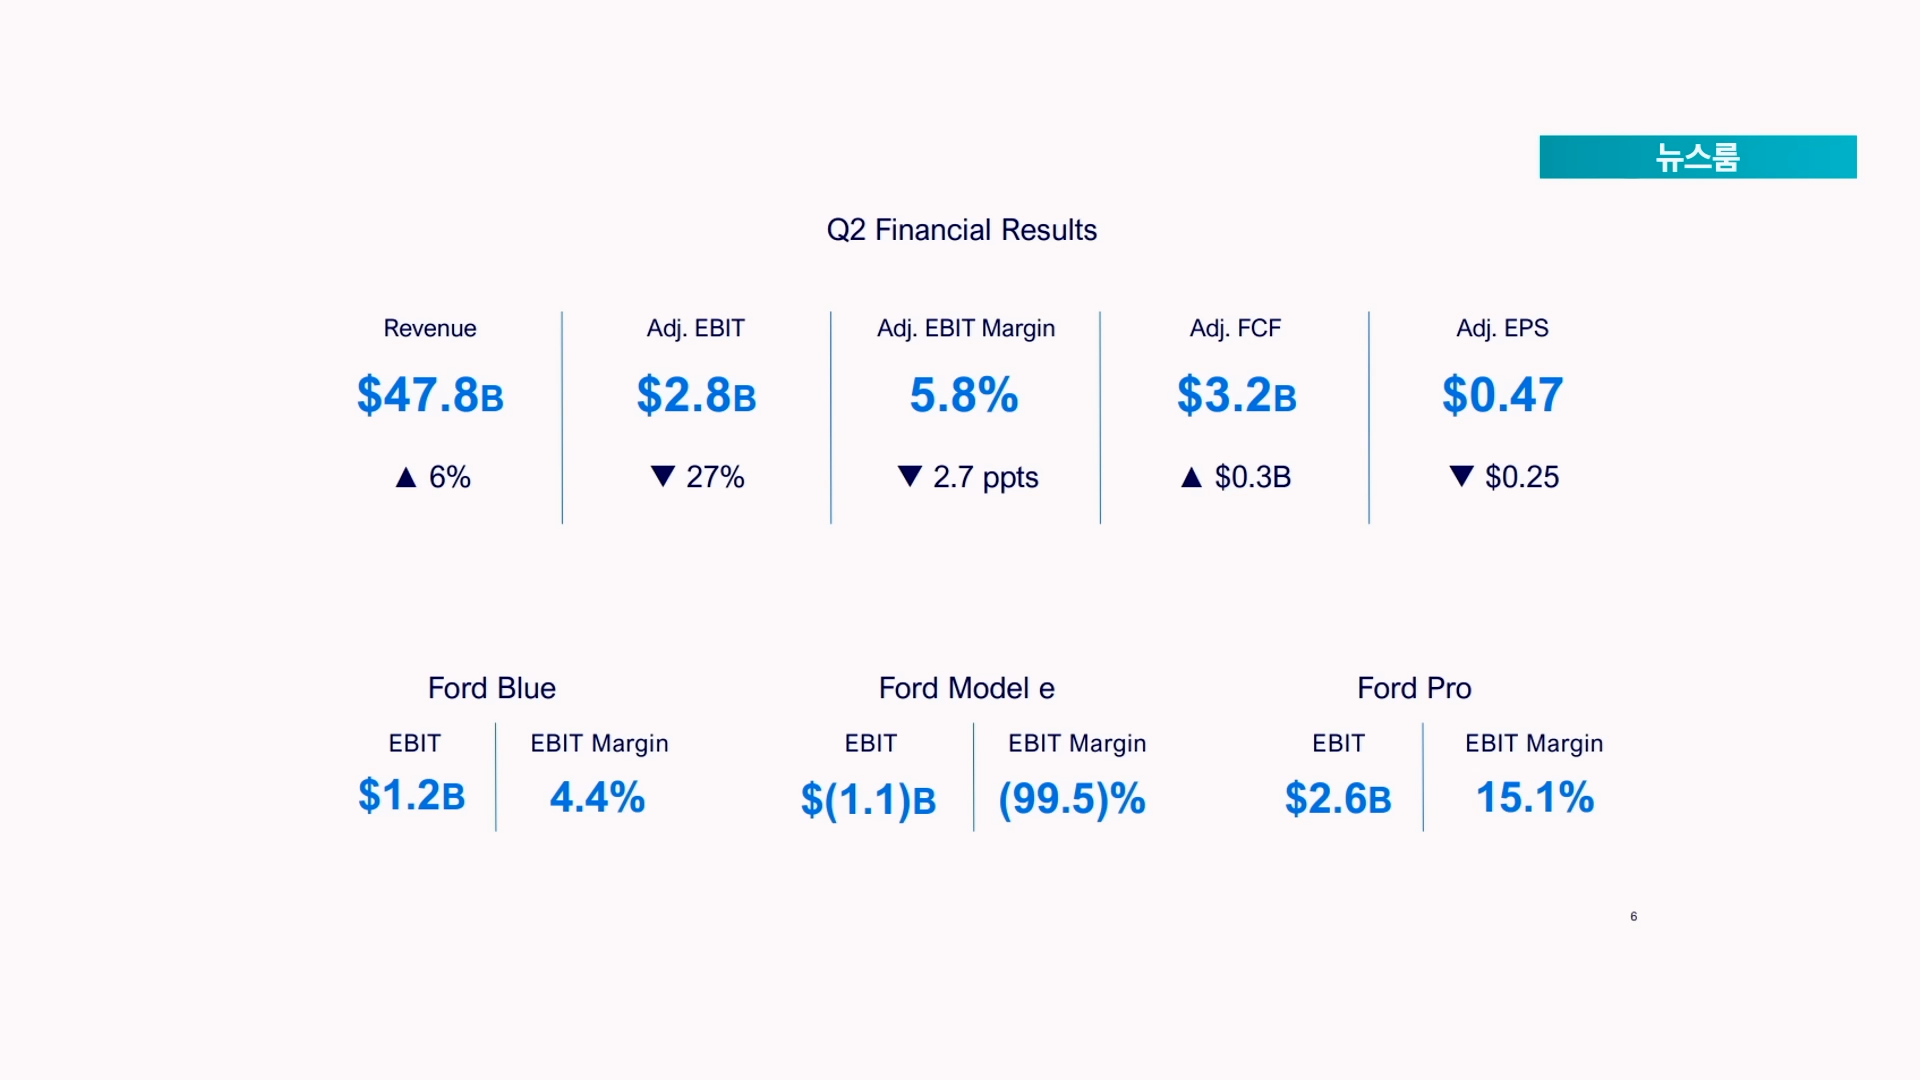 뉴스룸
Q2 Financial Results
Revenue
$47.8B
▲ 6%
Adj. EBIT
$2.8B
▼ 27%
Adj. EBIT Margin
5.8%
▼ 2.7 ppts
Adj. FCF
$3.2B
▲ $0.3B
Adj. EPS
$0.47
▼ $0.25
Ford Blue
EBIT
$1.2B
EBIT Margin
4.4%
Ford Model e
EBIT
$(1.1)B
EBIT Margin
(99.5)%
Ford Pro
EBIT
$2.6B
EBIT Margin
15.1%
6